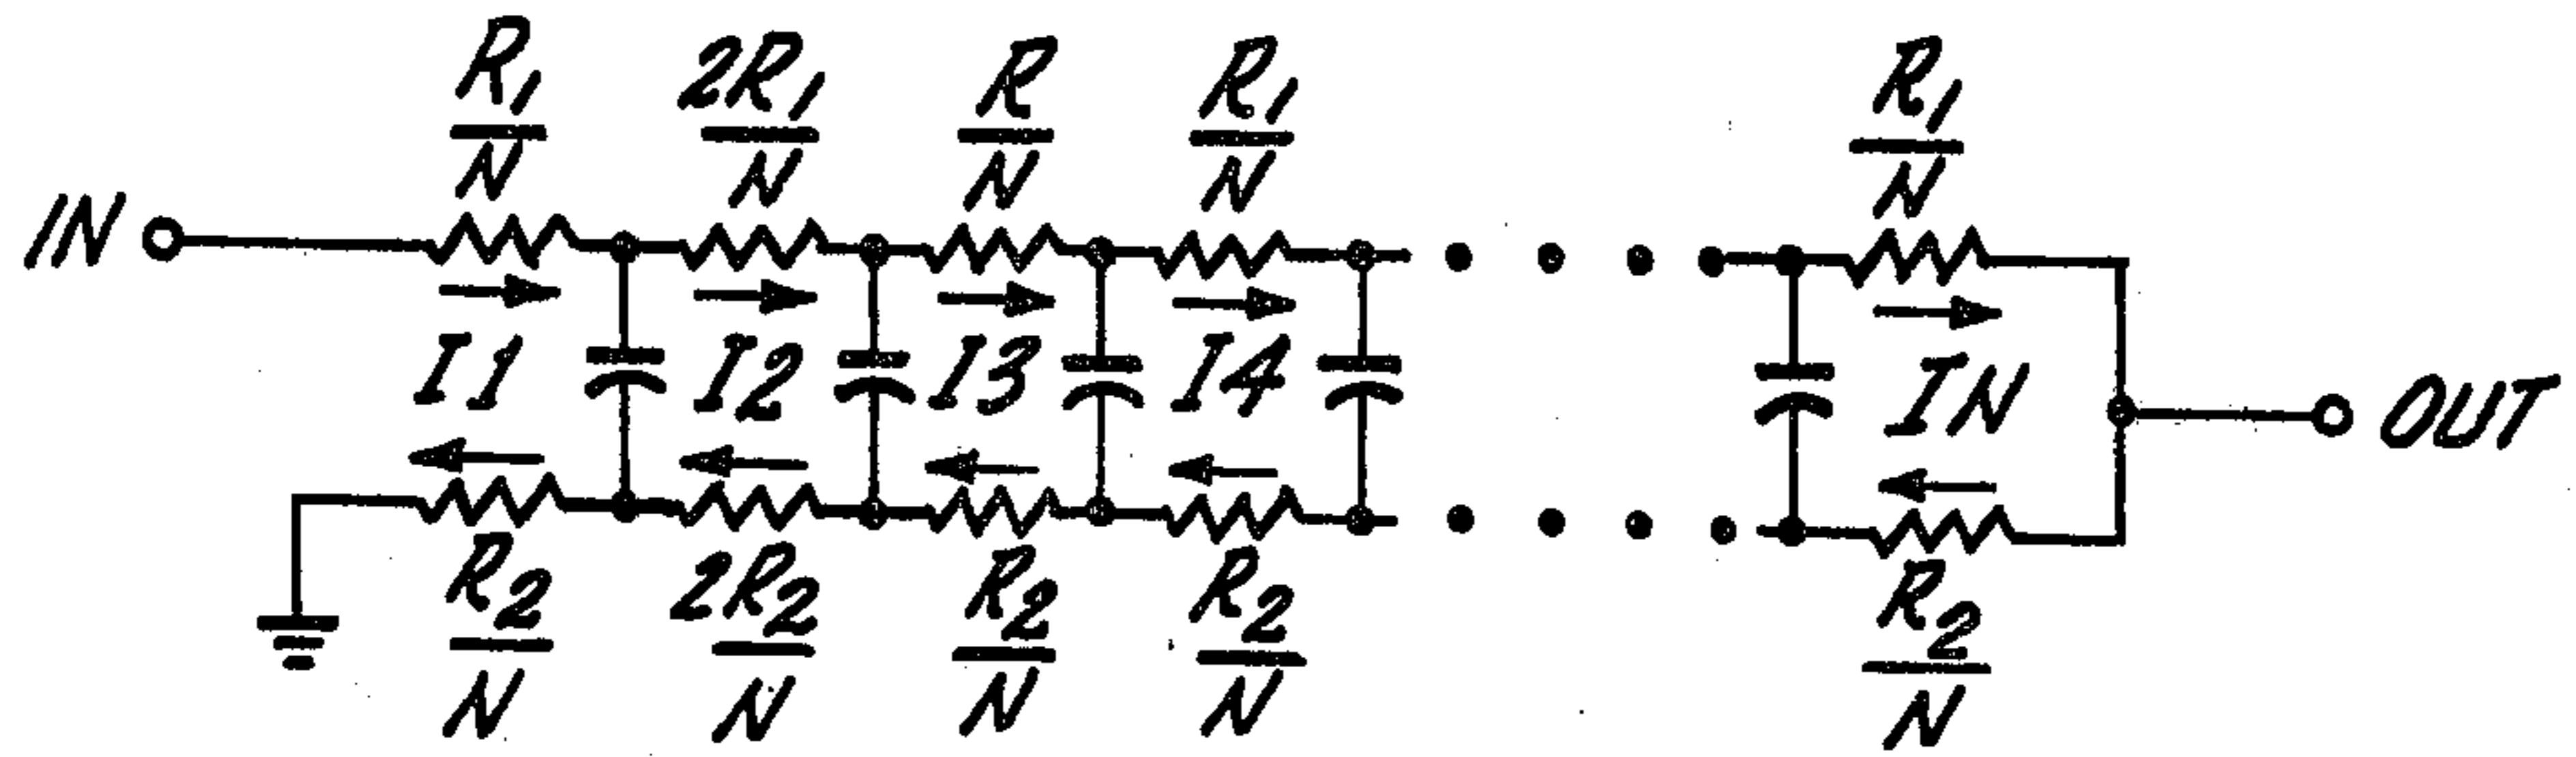 R1/N 2R1/N R/N R1/N R1/N
IN
I1 I2 I3 I4 IN
OUT
R2/N 2R2/N R2/N R2/N R2/N